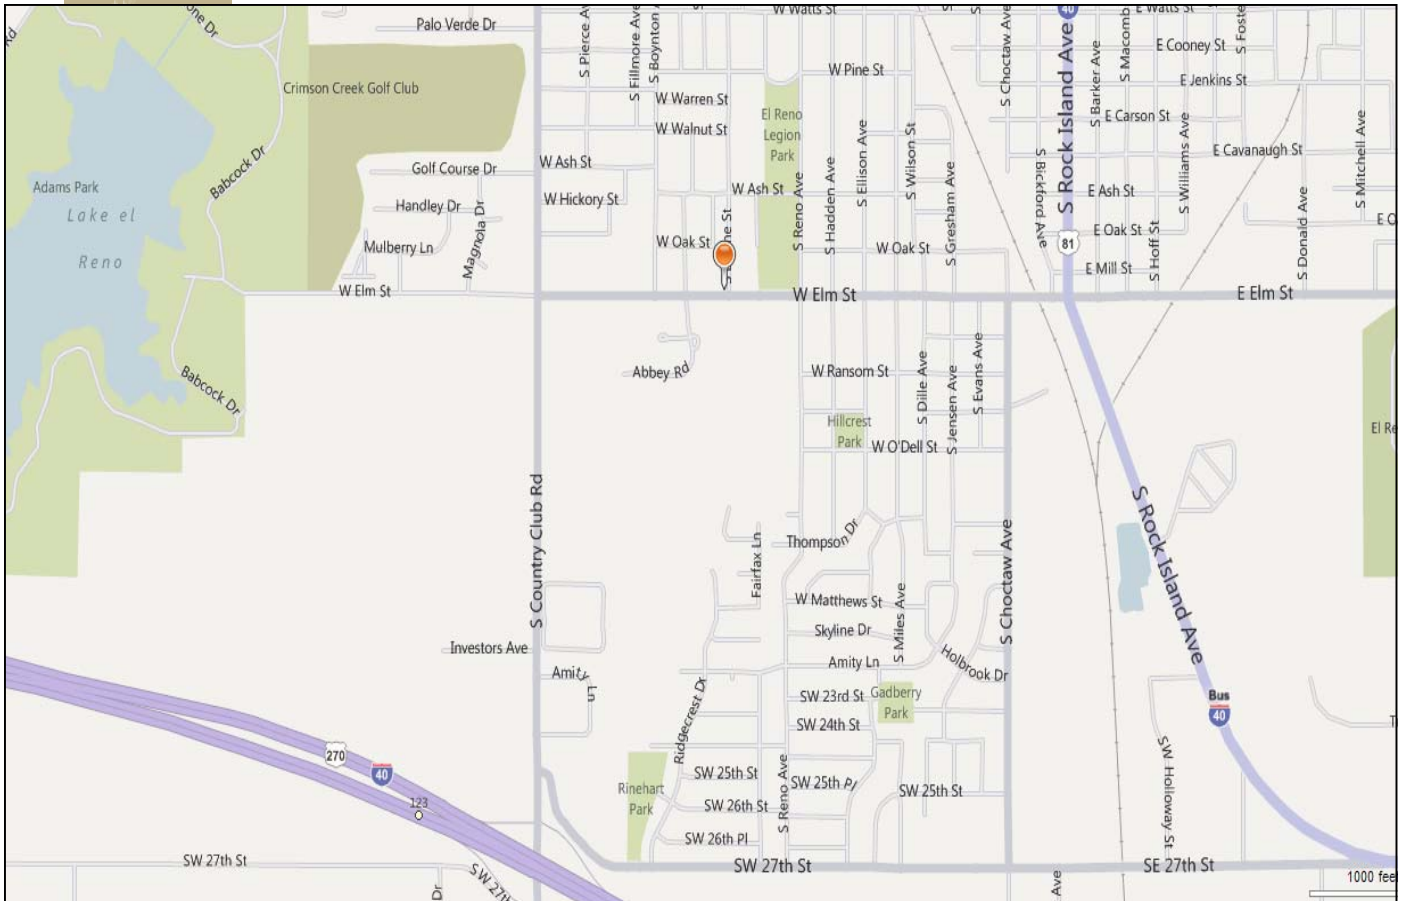 W Watts St
E Watts St
40
Palo Verde Dr
S Pierce Av
S Fillmore Ave
S Boynton
W Pine St
S Choctaw Ave
S Rock Island Ave
S Barker Ave
S Macomb
E Cooney St
S Foste
E Jenkins St
Crimson Creek Golf Club
W Warren St
El Reno
Legion
Park
E Carson St
W Walnut St
S Ellison Ave
S Wilson St
S Williams Ave
S Mitchell Ave
Babcock Dr
W Ash St
E Cavanaugh St
Golf Course Dr
Adams Park
Lake el
Reno
W Hickory St
W Ash St
S Reno Ave
S Hadden Ave
S Gresham Ave
S Bickford Ave
E Ash St
Handley Dr
Magnola Dr
Mulberry Ln
W Oak St
W Oak St
81
E Oak St
S Hoff St
S Donald Ave
E Mill St
W Elm St
W Elm St
E Elm St
Abbey Rd
W Ransom St
S Dille Ave
S Jensen Ave
S Evans Ave
Babcock Dr
Hillcrest
Park
W O'Dell St
El Re
S Country Club Rd
S Rock Island Ave
Thompson Dr
Fairfax Ln
S Choctaw Ave
W Matthews St
S Miles Ave
Skyline Dr
Investors Ave
Amity Ln
Holbrook Dr
Amity Ln
Ridgecrest Dr
SW 23rd St
Gadberry
Park
SW 24th St
Bus
40
270
40
123
SW 25th St
SW 25th Pl
SW 25th St
SW Holloway St
Rinehart
Park
SW 26th St
S Reno Ave
SW 26th Pl
SW 27th St
SW 27th
SW 27th St
SE 27th St
Dr
Ave
1000 fee